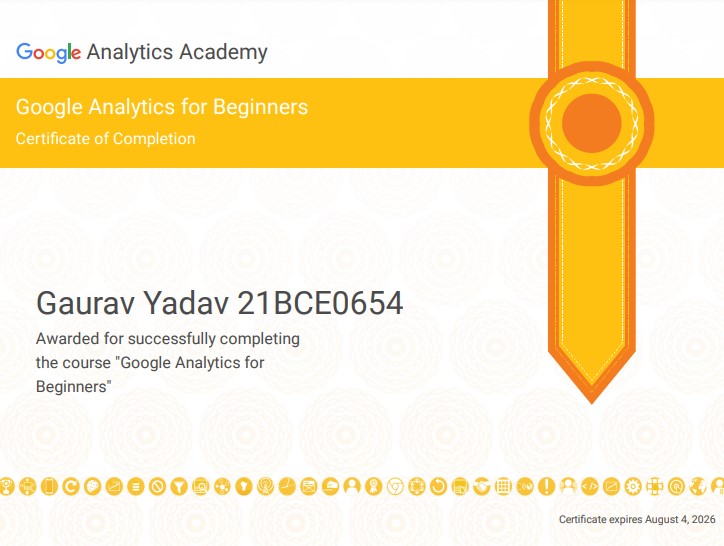 Google Analytics Academy
Google Analytics for Beginners
Certificate of Completion
Gaurav Yadav 21BCE0654
Awarded for successfully completing
the course "Google Analytics for
Beginners"
Certificate expires August 4, 2026